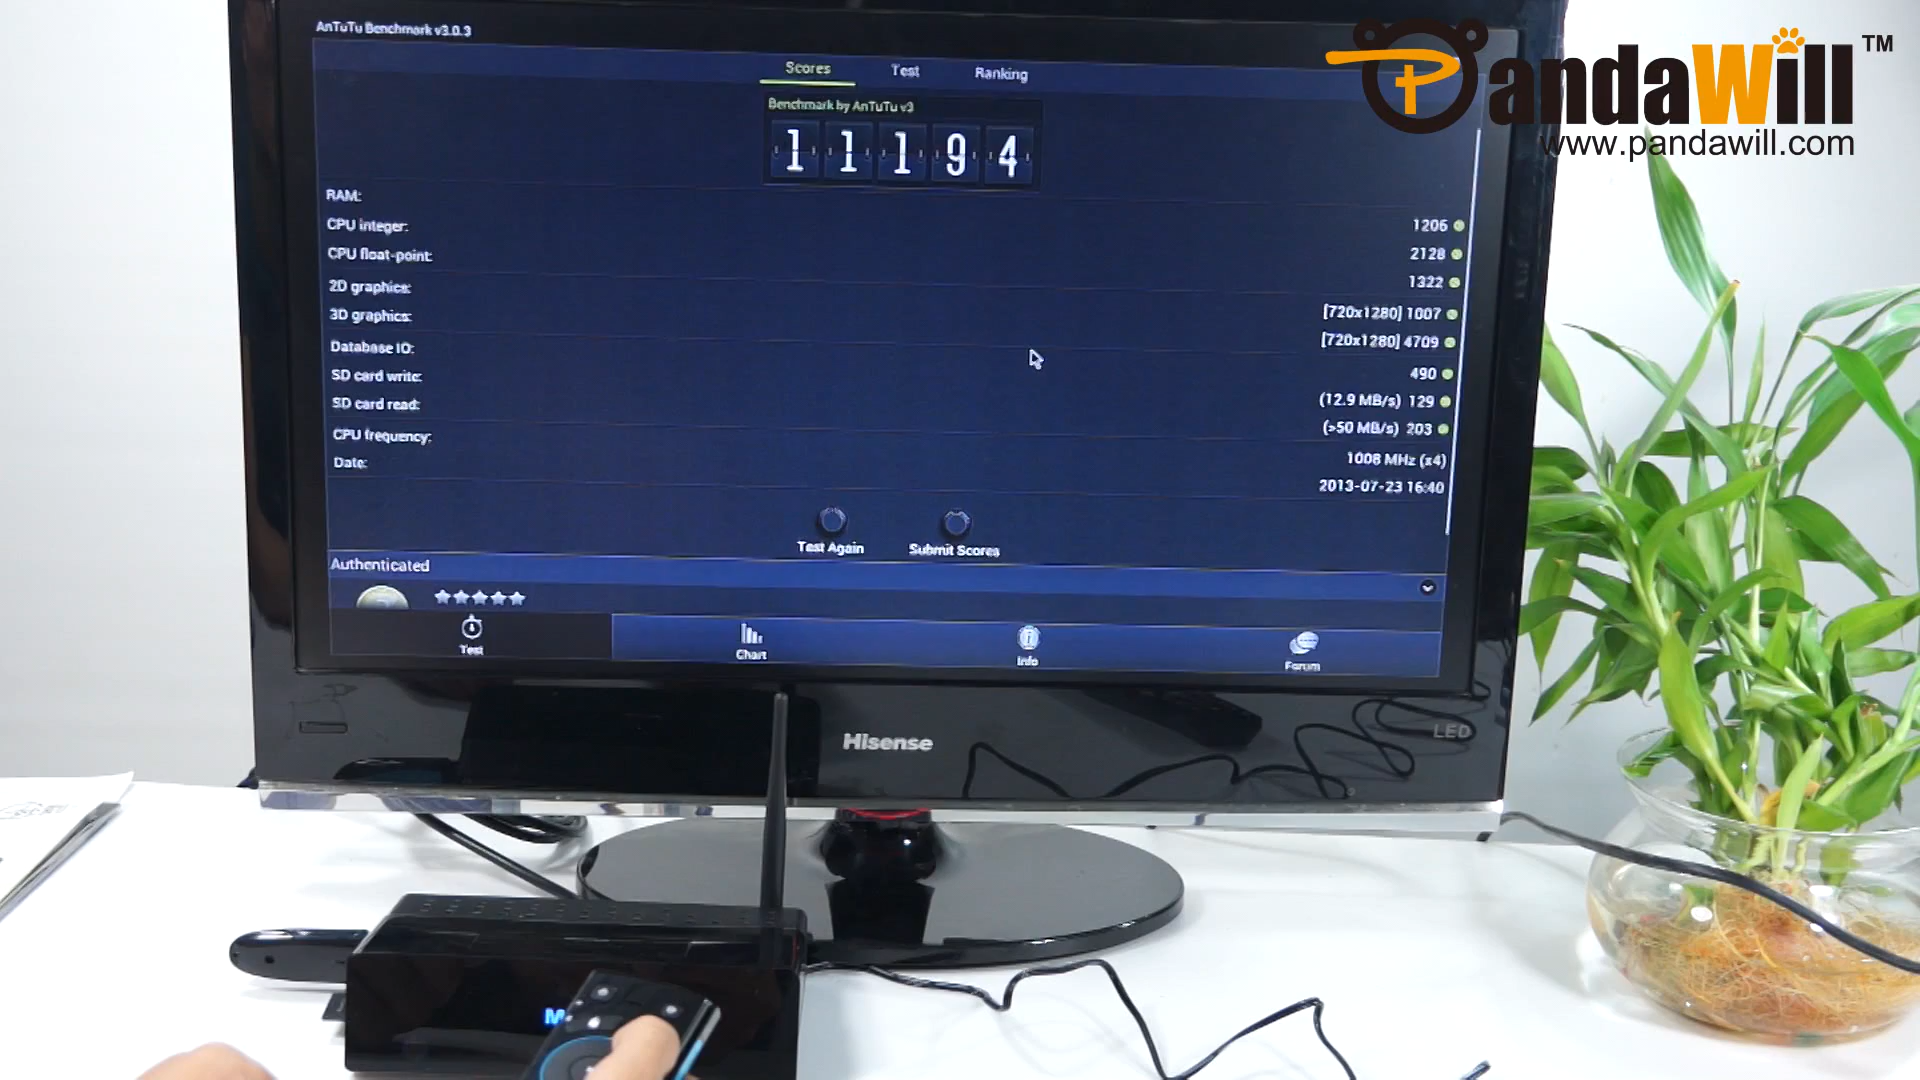 AnTuTu Benchmark v3.0.3
PandaWill™
www.pandawill.com
Scores Test Ranking
Benchmark by AnTuTu v3
11194
RAM: 1206
CPU integer: 2128
CPU float-point: 1322
2D graphics: [720x1280] 1007
3D graphics: [720x1280] 4709
Database IO: 490
SD card write: (12.9 MB/s) 129
SD card read: (>50 MB/s) 203
CPU frequency: 1008 MHz (x4)
Date: 2013-07-23 16:40
Test Again Submit Scores
Authenticated
Test Chart Info Forum
Hisense
LED
M